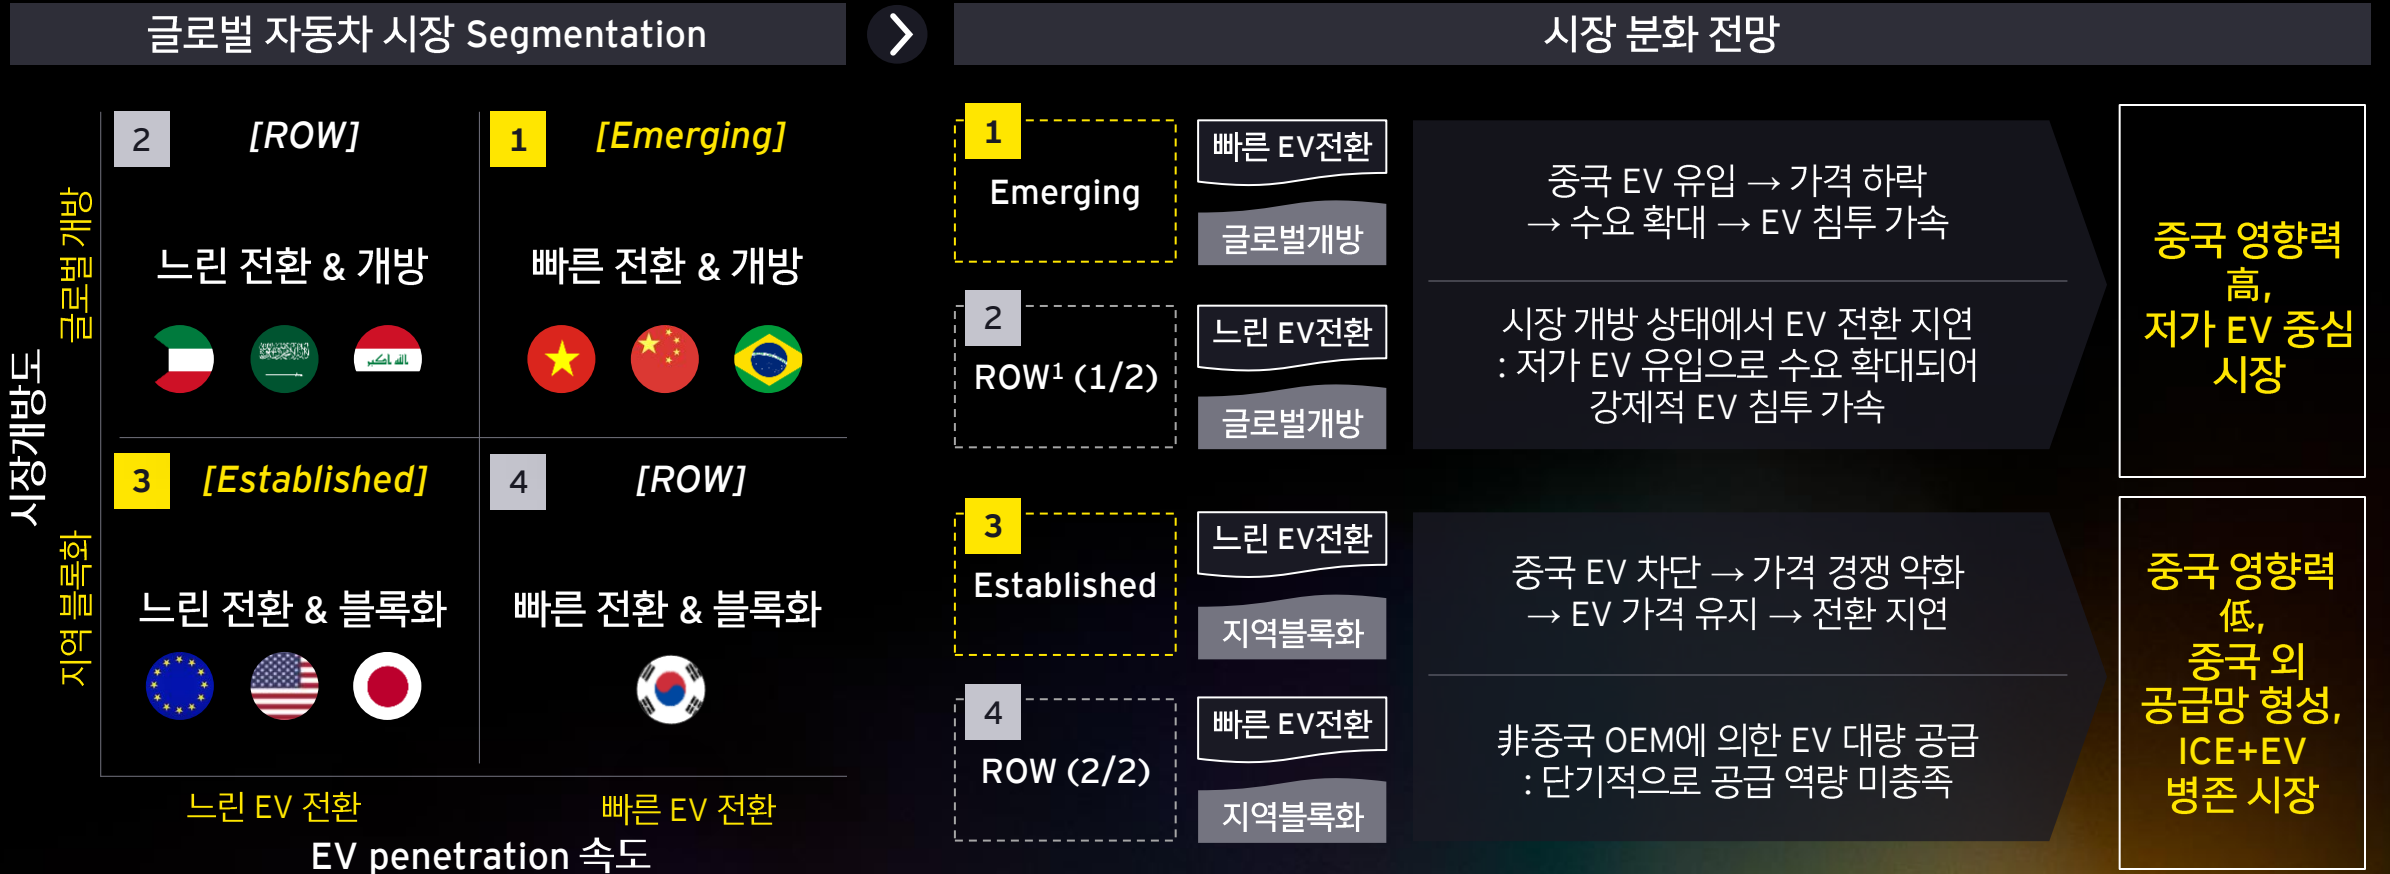 글로벌 자동차 시장 Segmentation
시장 분화 전망
시장개방도
글로벌 개방
지역 블록화
2
[ROW]
느린 전환 & 개방
1
[Emerging]
빠른 전환 & 개방
3
[Established]
느린 전환 & 블록화
4
[ROW]
빠른 전환 & 블록화
느린 EV 전환
빠른 EV 전환
EV penetration 속도
1
Emerging
빠른 EV전환
글로벌개방
중국 EV 유입 → 가격 하락
→ 수요 확대 → EV 침투 가속
2
ROW¹ (1/2)
느린 EV전환
글로벌개방
시장 개방 상태에서 EV 전환 지연
: 저가 EV 유입으로 수요 확대되어
강제적 EV 침투 가속
중국 영향력
高,
저가 EV 중심
시장
3
Established
느린 EV전환
지역블록화
중국 EV 차단 → 가격 경쟁 약화
→ EV 가격 유지 → 전환 지연
4
ROW (2/2)
빠른 EV전환
지역블록화
非중국 OEM에 의한 EV 대량 공급
: 단기적으로 공급 역량 미충족
중국 영향력
低,
중국 외
공급망 형성,
ICE+EV
병존 시장